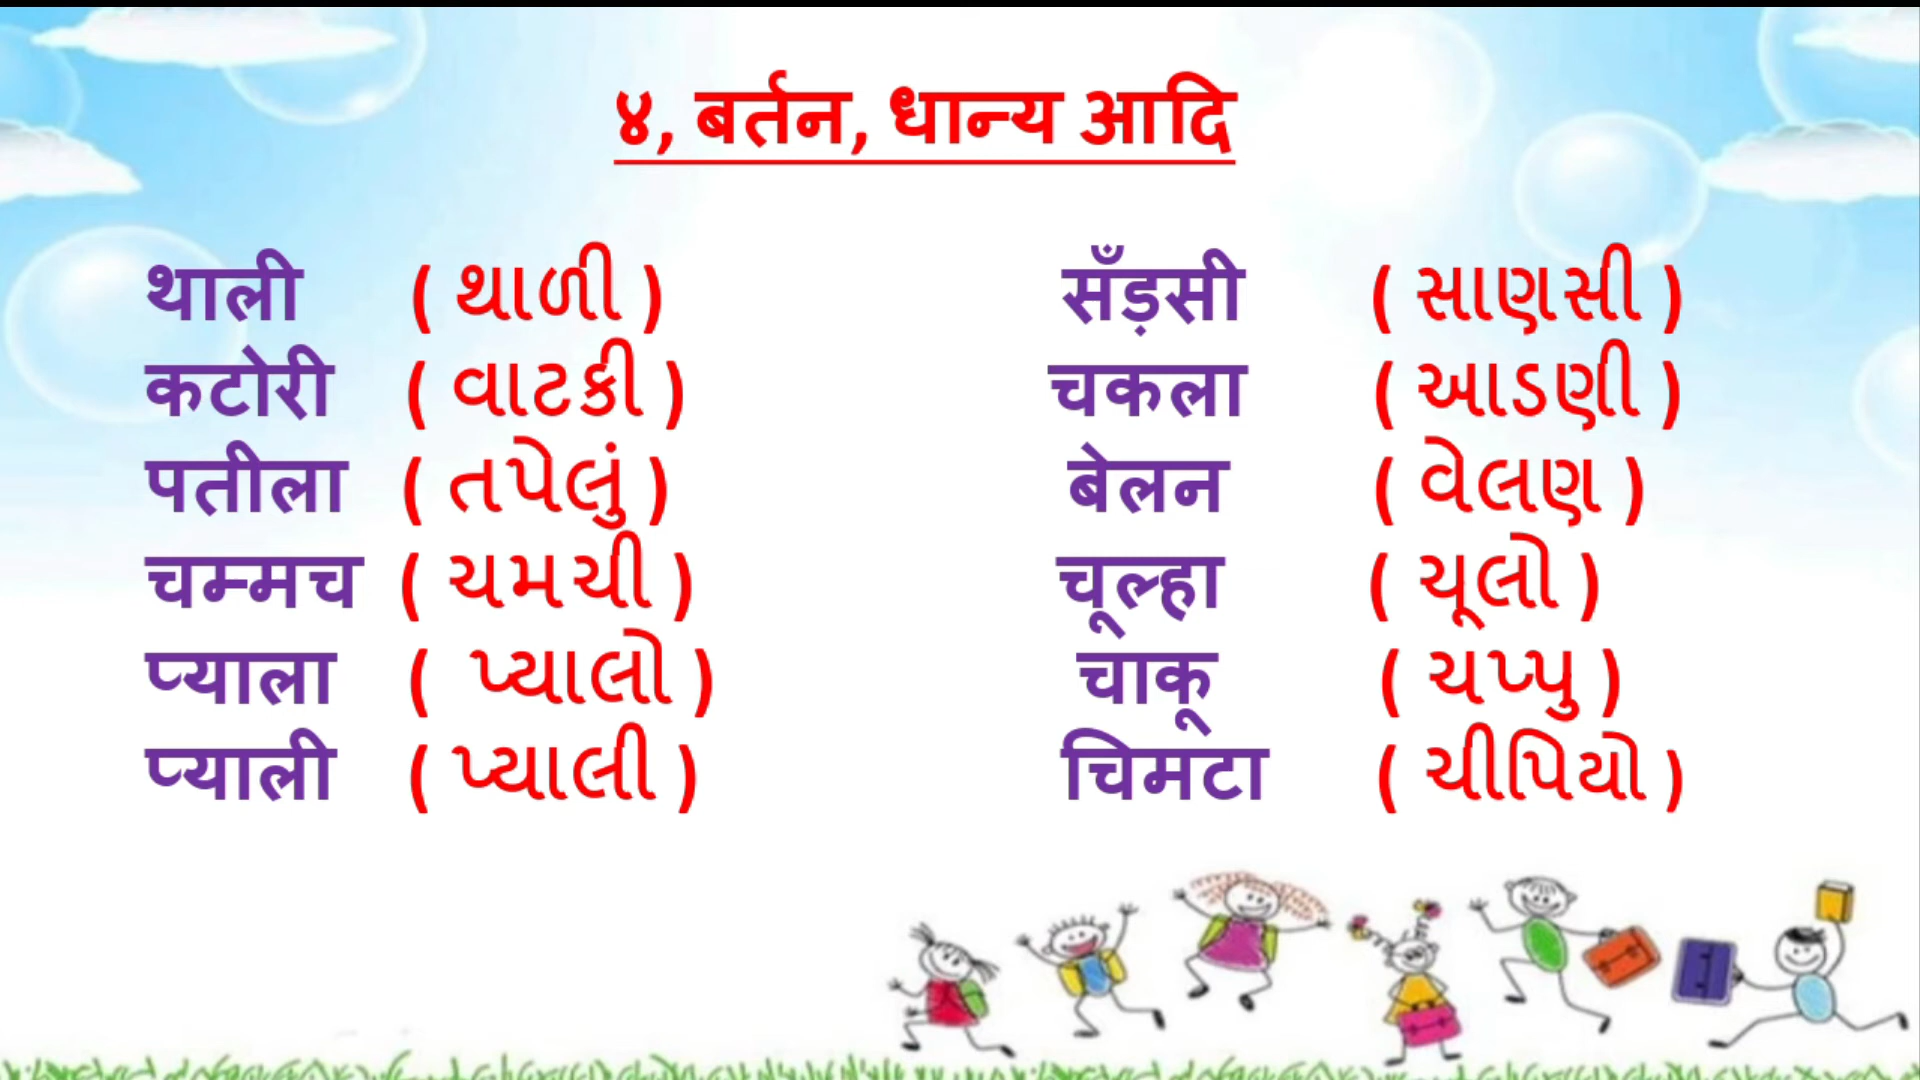 ४, बर्तन, धान्य आदि
थाली ( થાળી ) सँड़सी ( સાણસી )
कटोरी ( વાટકી ) चकला ( આડણી )
पतीला ( તપેલું ) बेलन ( વેલણ )
चम्मच ( ચમચી ) चूल्हा ( ચૂલો )
प्याला ( પ્યાલો ) चाकू ( ચપ્પુ )
प्याली ( પ્યાલી ) चिमटा ( ચીપિયો )